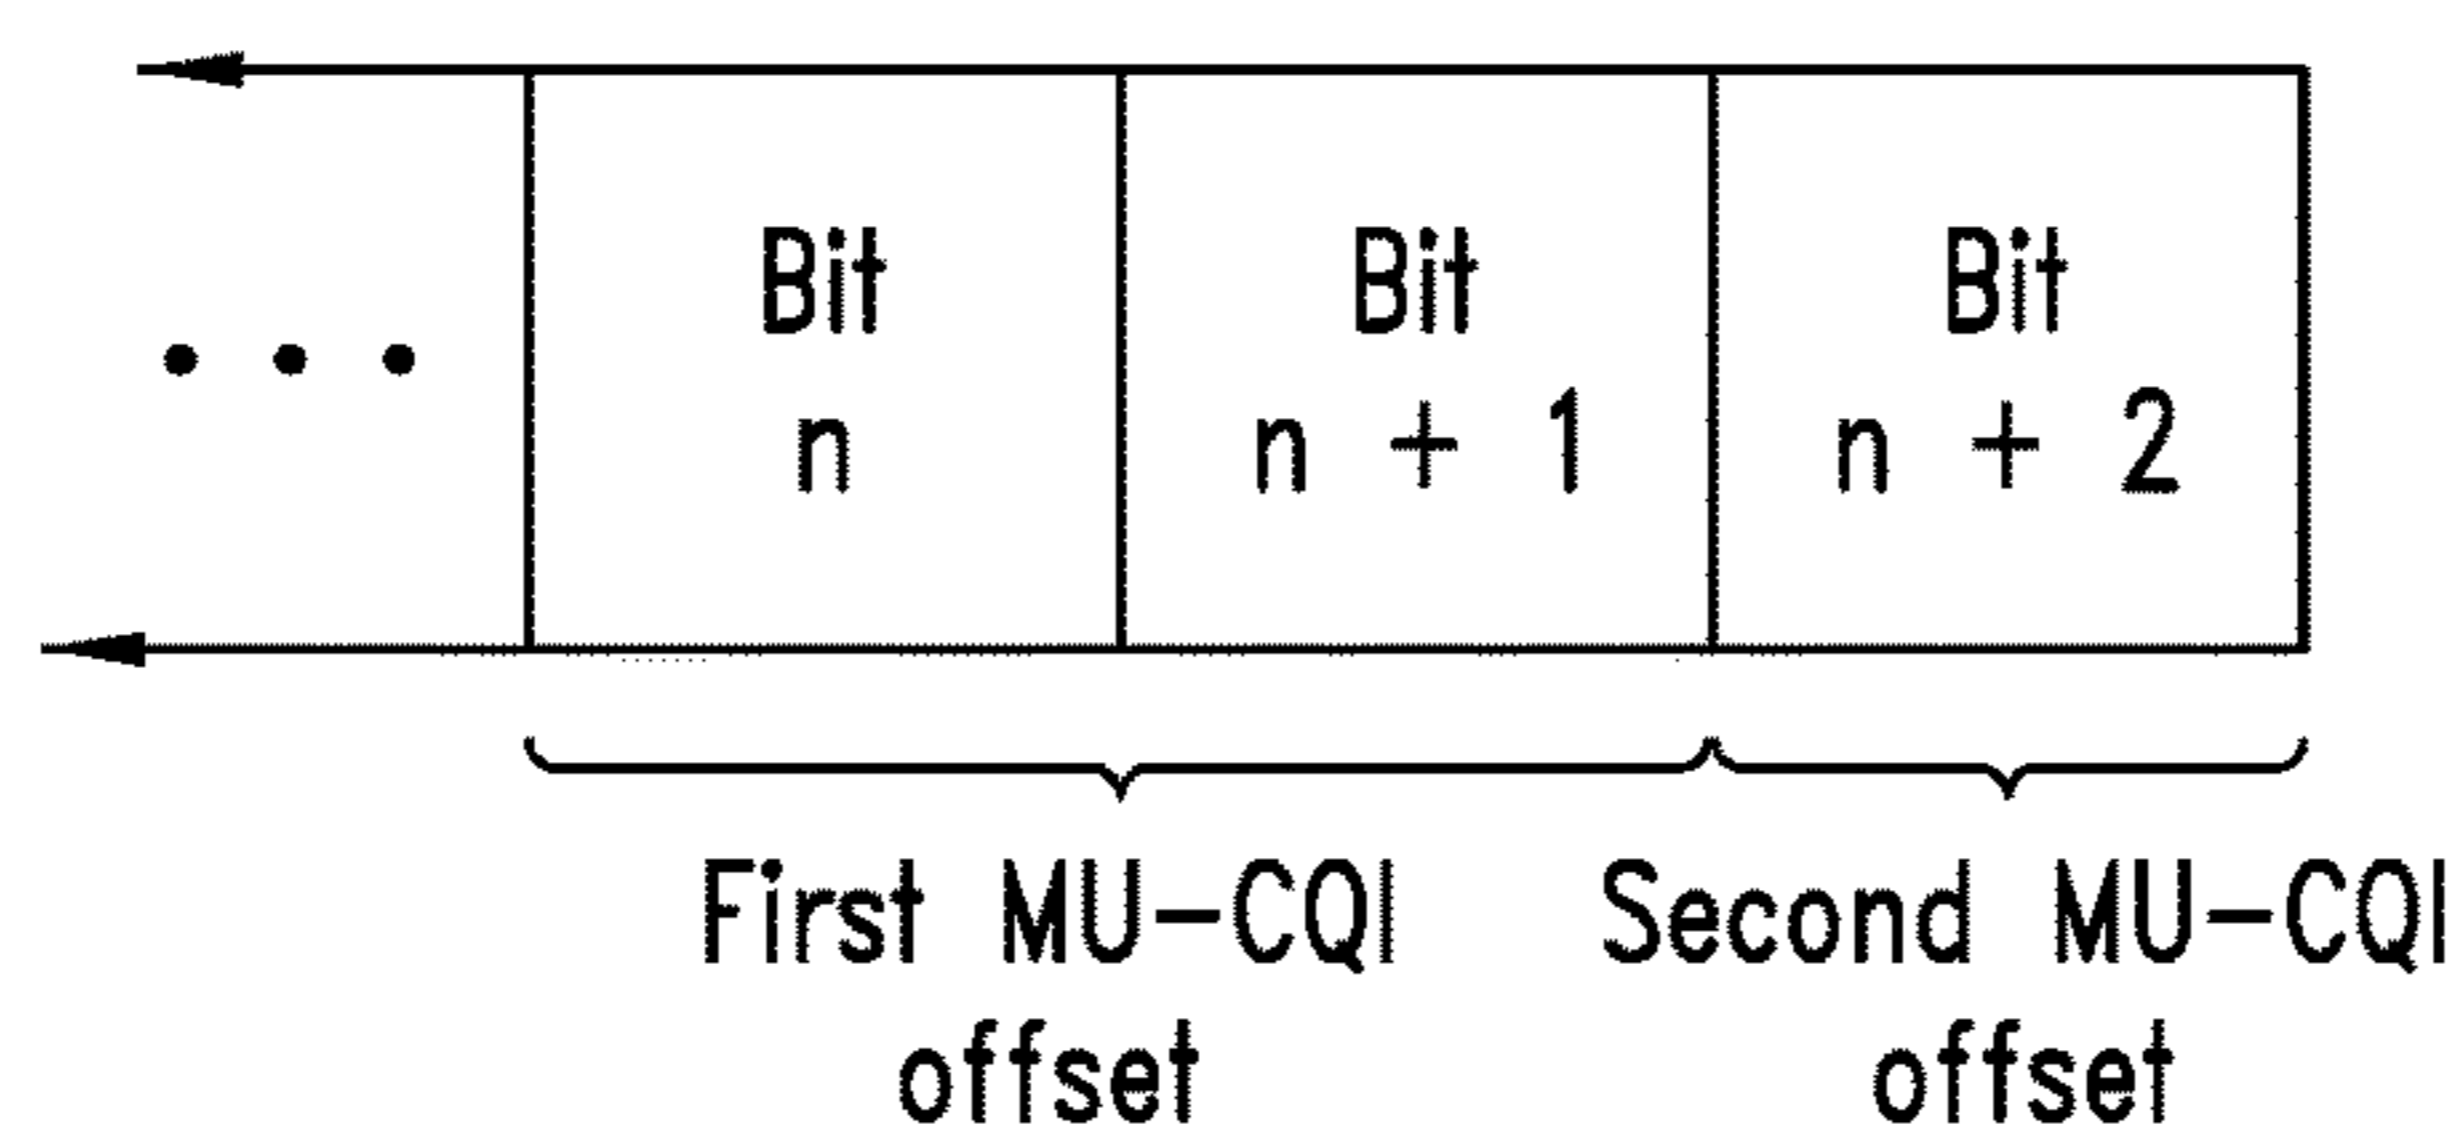 Bit Bit Bit
• • •
n n + 1 n + 2
First MU-CQI Second MU-CQI
offset offset